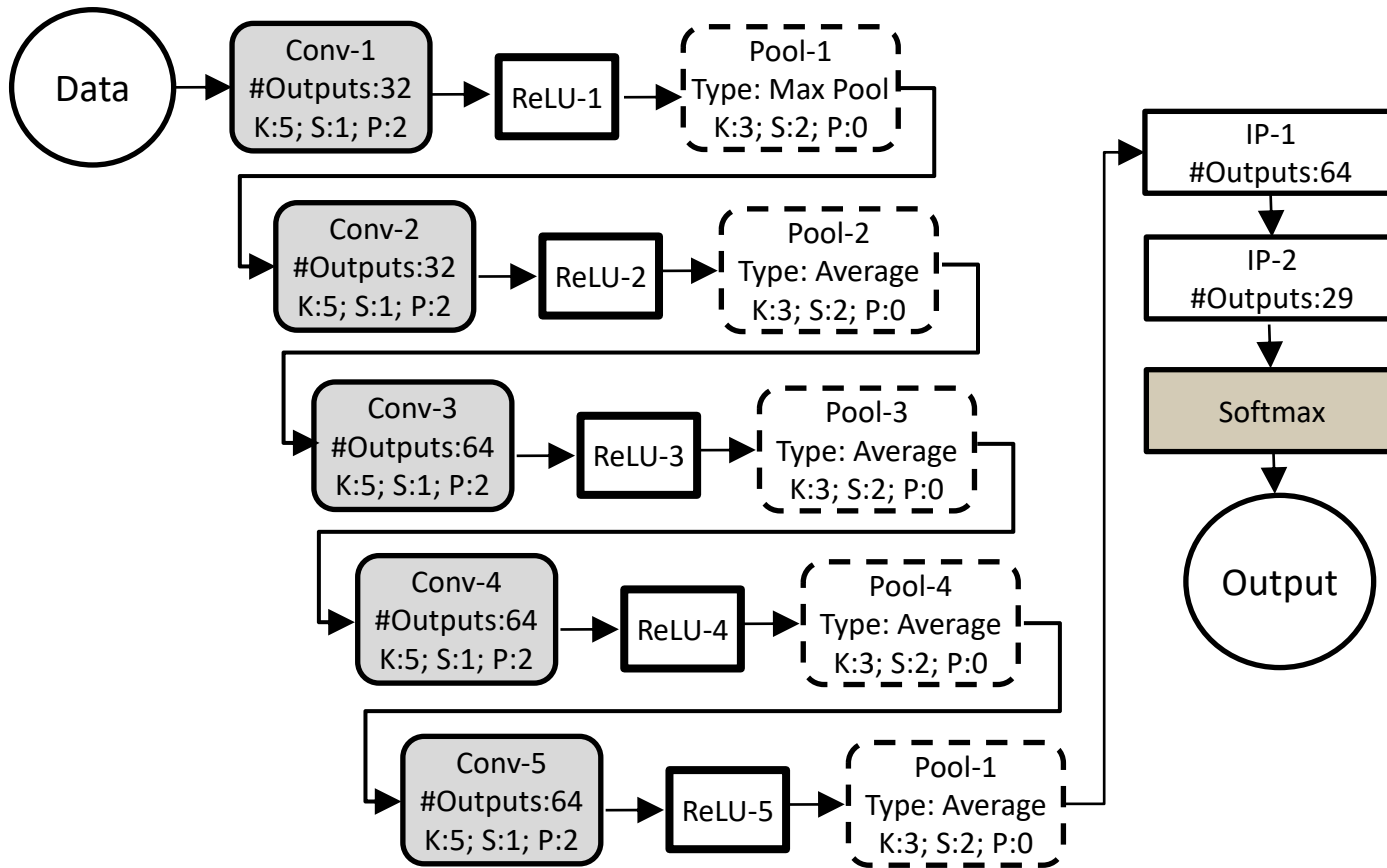 Data
Conv-1
#Outputs:32
K:5; S:1; P:2
ReLU-1
Pool-1
Type: Max Pool
K:3; S:2; P:0
Conv-2
#Outputs:32
K:5; S:1; P:2
ReLU-2
Pool-2
Type: Average
K:3; S:2; P:0
Conv-3
#Outputs:64
K:5; S:1; P:2
ReLU-3
Pool-3
Type: Average
K:3; S:2; P:0
Conv-4
#Outputs:64
K:5; S:1; P:2
ReLU-4
Pool-4
Type: Average
K:3; S:2; P:0
Conv-5
#Outputs:64
K:5; S:1; P:2
ReLU-5
Pool-1
Type: Average
K:3; S:2; P:0
IP-1
#Outputs:64
IP-2
#Outputs:29
Softmax
Output